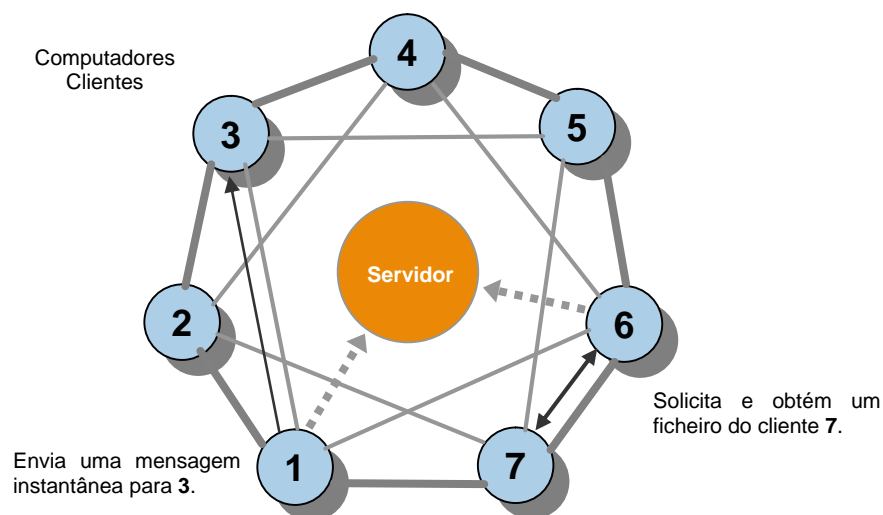 4
Computadores
Clientes
5
3
Servidor
2
6
Solicita e obtém um
ficheiro do cliente 7.
Envia uma mensagem
instantânea para 3.
1
7